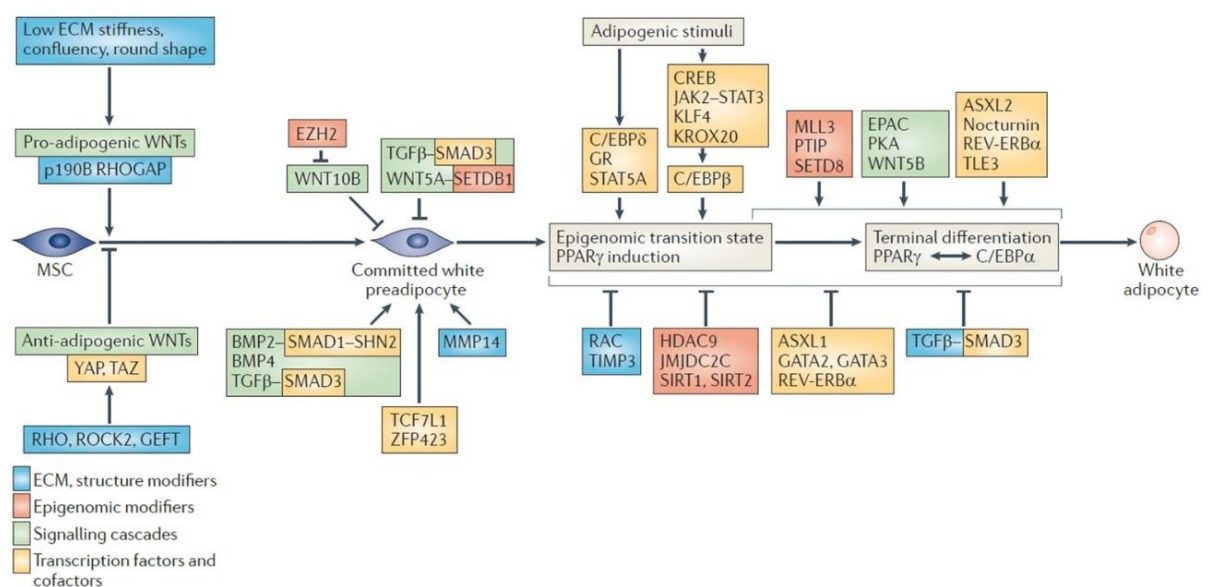 Low ECM stiffness,
confluency, round shape
Pro-adipogenic WNTs
p190B RHOGAP
MSC
Anti-adipogenic WNTs
YAP, TAZ
RHO, ROCK2, GEFT
EZH2
WNT10B
TGFβ–SMAD3
WNT5A–SETDB1
Committed white
preadipocyte
BMP2–SMAD1–SHN2
BMP4
TGFβ–SMAD3
TCF7L1
ZFP423
MMP14
Adipogenic stimuli
C/EBPδ
GR
STAT5A
CREB
JAK2–STAT3
KLF4
KROX20
C/EBPβ
Epigenomic transition state
PPARγ induction
MLL3
PTIP
SETD8
EPAC
PKA
WNT5B
ASXL2
Nocturnin
REV-ERBα
TLE3
Terminal differentiation
PPARγ C/EBPα
White
adipocyte
RAC
TIMP3
HDAC9
JMJDC2C
SIRT1, SIRT2
ASXL1
GATA2, GATA3
REV-ERBα
TGFβ–SMAD3
ECM, structure modifiers
Epigenomic modifiers
Signalling cascades
Transcription factors and
cofactors